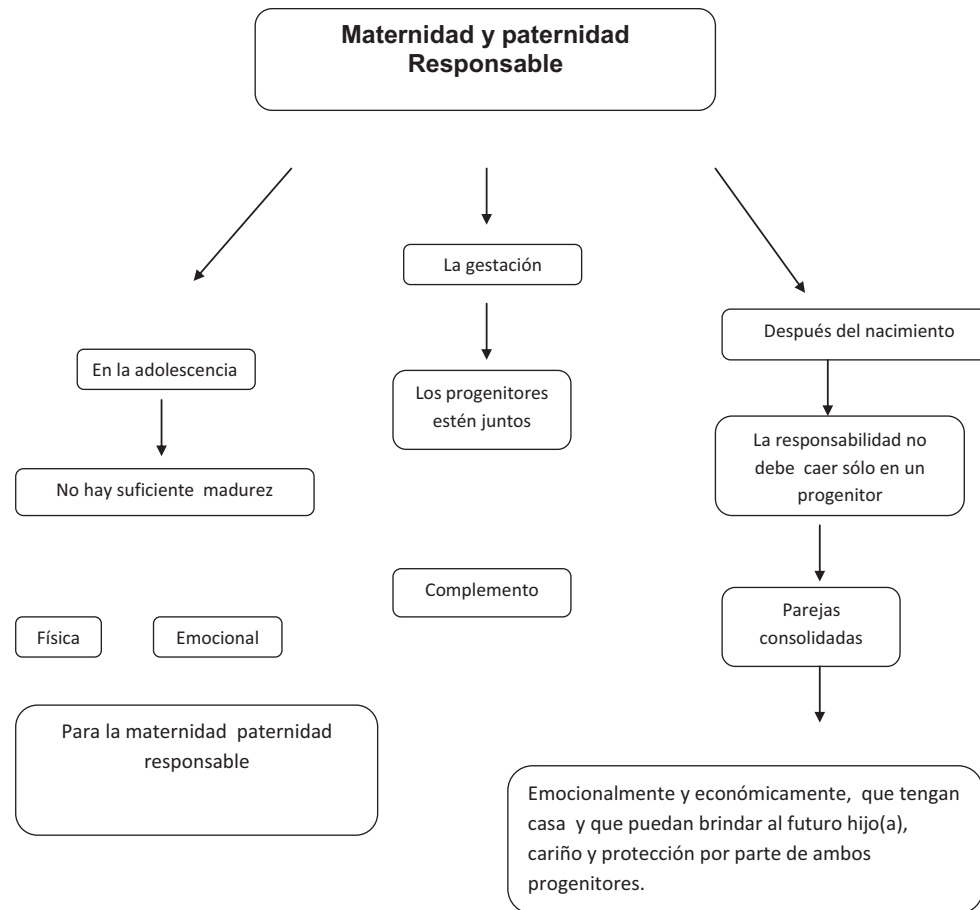 Maternidad y paternidad
Responsable
La gestación
Después del nacimiento
En la adolescencia
Los progenitores
estén juntos
La responsabilidad no
debe caer sólo en un
progenitor
No hay suficiente madurez
Complemento
Parejas
consolidadas
Física
Emocional
Para la maternidad paternidad
responsable
Emocionalmente y económicamente, que tengan
casa y que puedan brindar al futuro hijo(a),
cariño y protección por parte de ambos
progenitores.